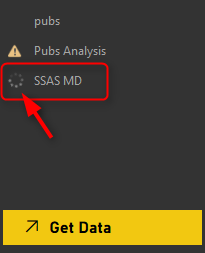 pubs
Pubs Analysis
SSAS MD
Get Data